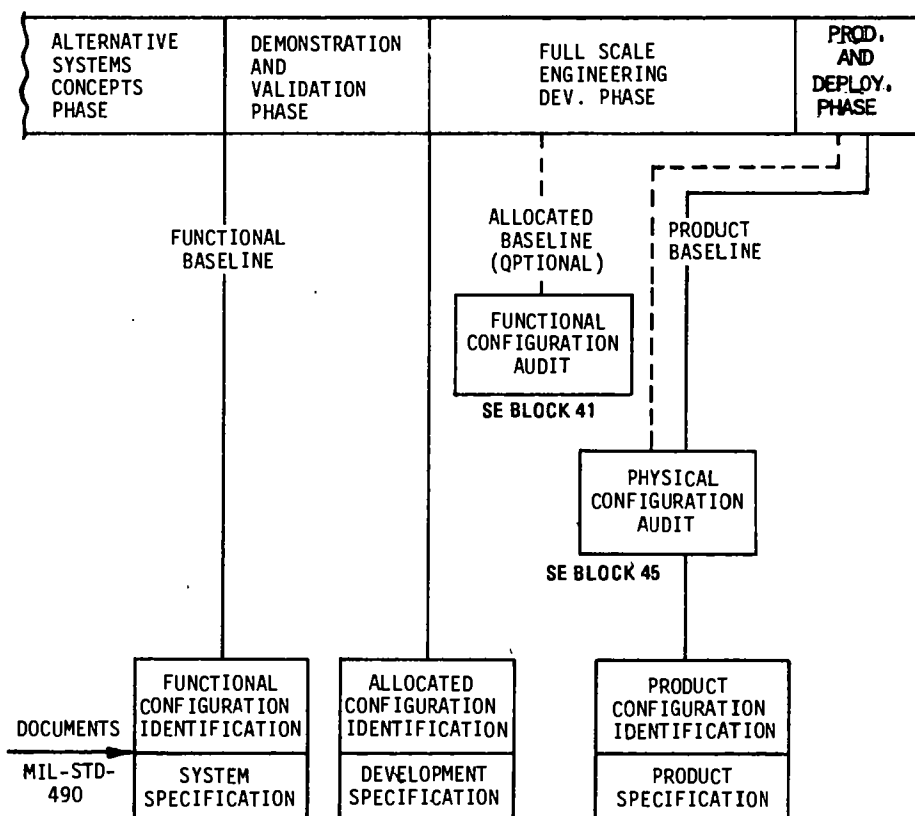 ALTERNATIVE
SYSTEMS
CONCEPTS
PHASE
DEMONSTRATION
AND
VALIDATION
PHASE
FULL SCALE
ENGINEERING
DEV. PHASE
PROD.
AND
DEPLOY.
PHASE
FUNCTIONAL
BASELINE
ALLOCATED
BASELINE
(OPTIONAL)
PRODUCT
BASELINE
FUNCTIONAL
CONFIGURATION
AUDIT
SE BLOCK 41
PHYSICAL
CONFIGURATION
AUDIT
SE BLOCK 45
DOCUMENTS
MIL-STD-
490
FUNCTIONAL
CONFIGURATION
IDENTIFICATION
SYSTEM
SPECIFICATION
ALLOCATED
CONFIGURATION
IDENTIFICATION
DEVELOPMENT
SPECIFICATION
PRODUCT
CONFIGURATION
IDENTIFICATION
PRODUCT
SPECIFICATION